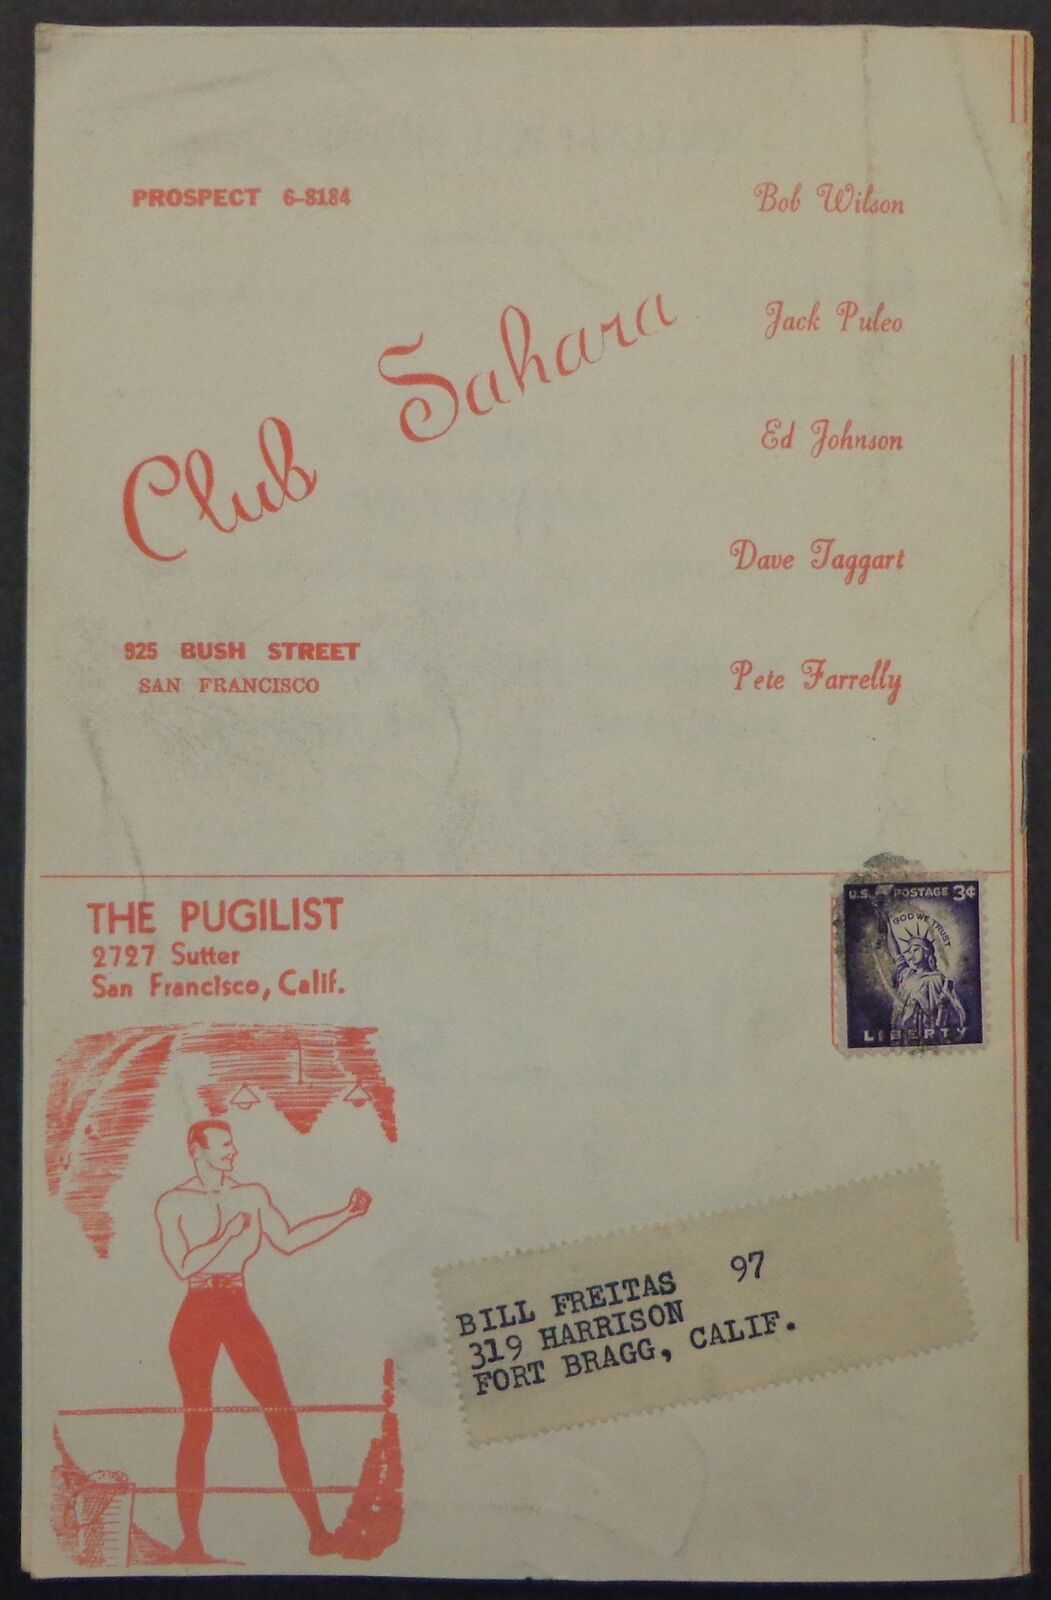 PROSPECT 6-8184
Club Sahara
925 BUSH STREET
SAN FRANCISCO
Bob Wilson
Jack Puleo
Ed Johnson
Dave Taggart
Pete Farrelly
THE PUGILIST
2727 Sutter
San Francisco, Calif.
U.S. POSTAGE 3¢
IN GOD WE TRUST
LIBERTY
BILL FREITAS 97
319 HARRISON
FORT BRAGG, CALIF.